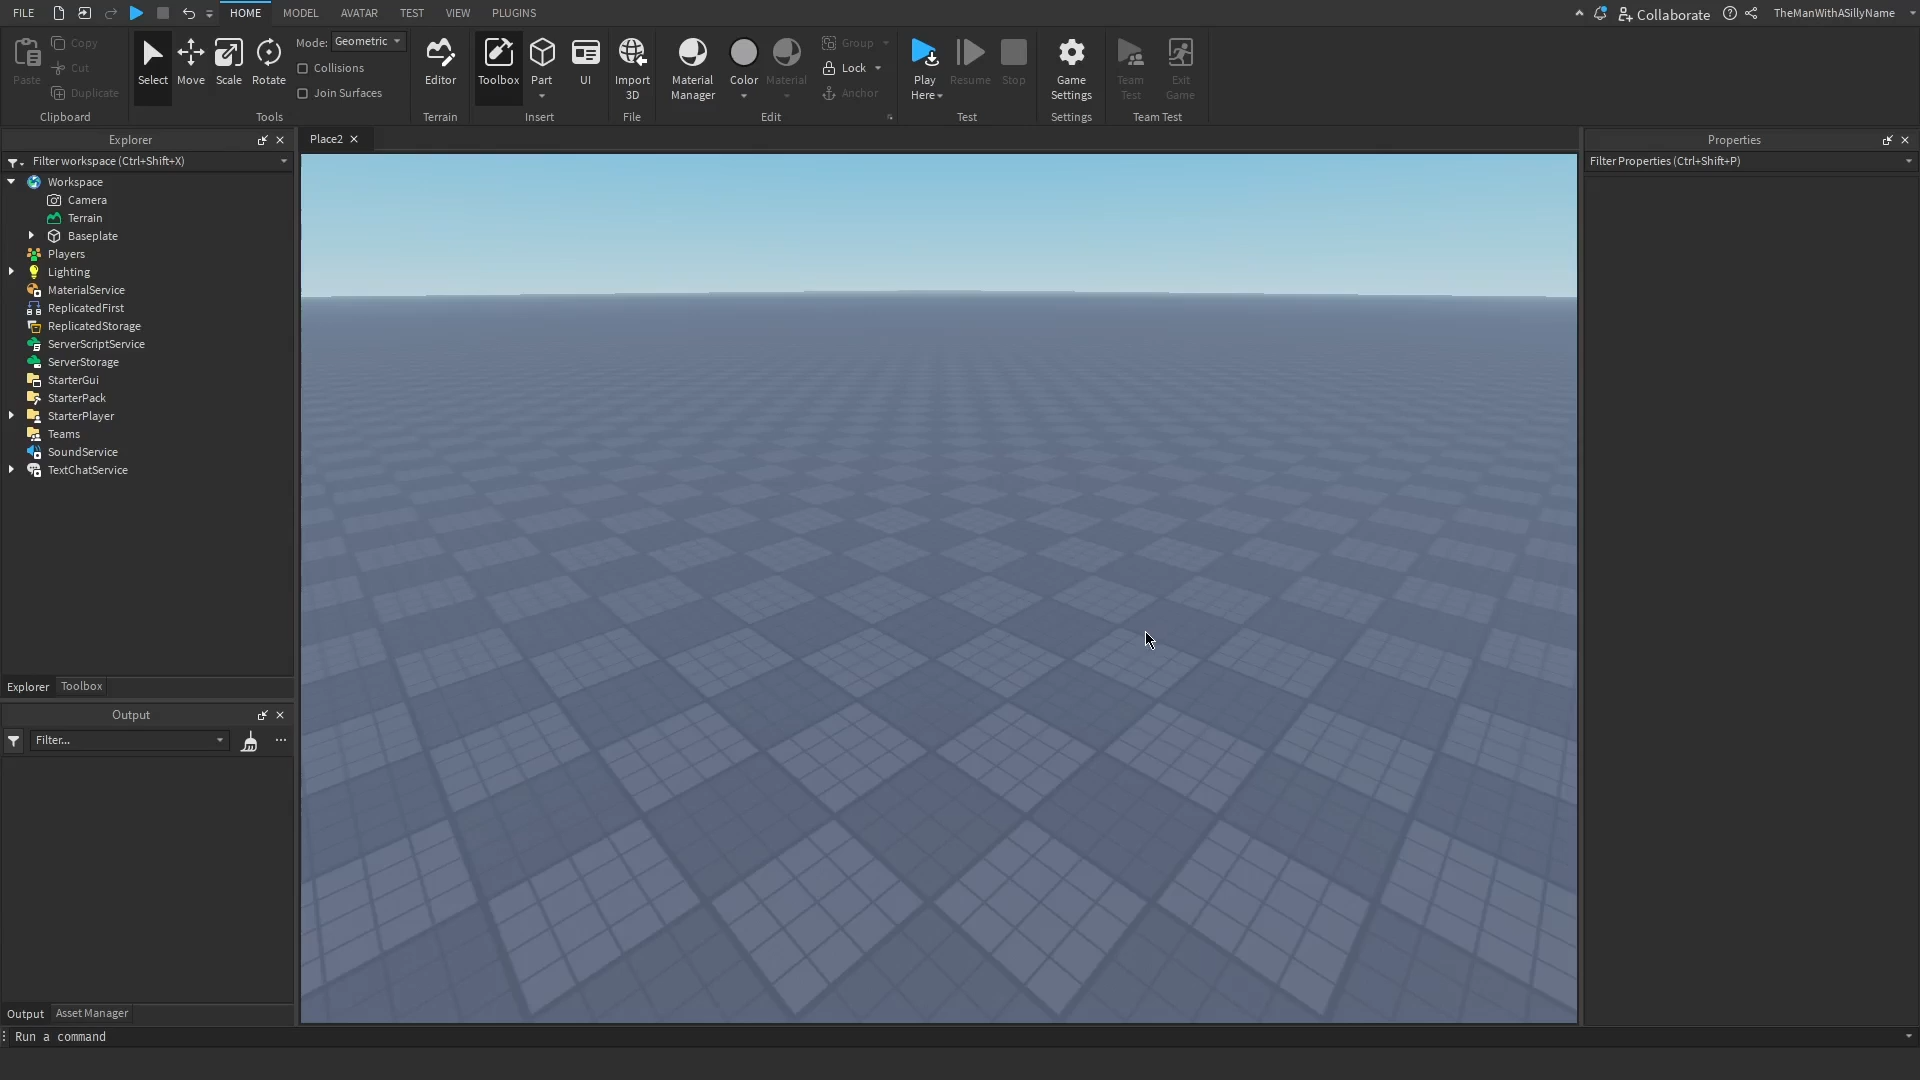 FILE HOME MODEL AVATAR TEST VIEW PLUGINS Collaborate TheManWithASillyName
Paste Copy Cut Duplicate
Clipboard
Select Move Scale Rotate Mode: Geometric
Collisions
Join Surfaces
Tools
Editor
Terrain
Toolbox Part UI
Insert
Import
3D
File
Material
Manager
Color
Material
Group
Lock
Anchor
Edit
Play
Here
Resume Stop
Test
Game
Settings
Settings
Team
Test
Exit
Game
Team Test
Explorer
Filter workspace (Ctrl+Shift+X)
Workspace
Camera
Terrain
Baseplate
Players
Lighting
MaterialService
ReplicatedFirst
ReplicatedStorage
ServerScriptService
ServerStorage
StarterGui
StarterPack
StarterPlayer
Teams
SoundService
TextChatService
Explorer Toolbox
Output
Filter...
Output Asset Manager
Run a command
Place2
Properties
Filter Properties (Ctrl+Shift+P)